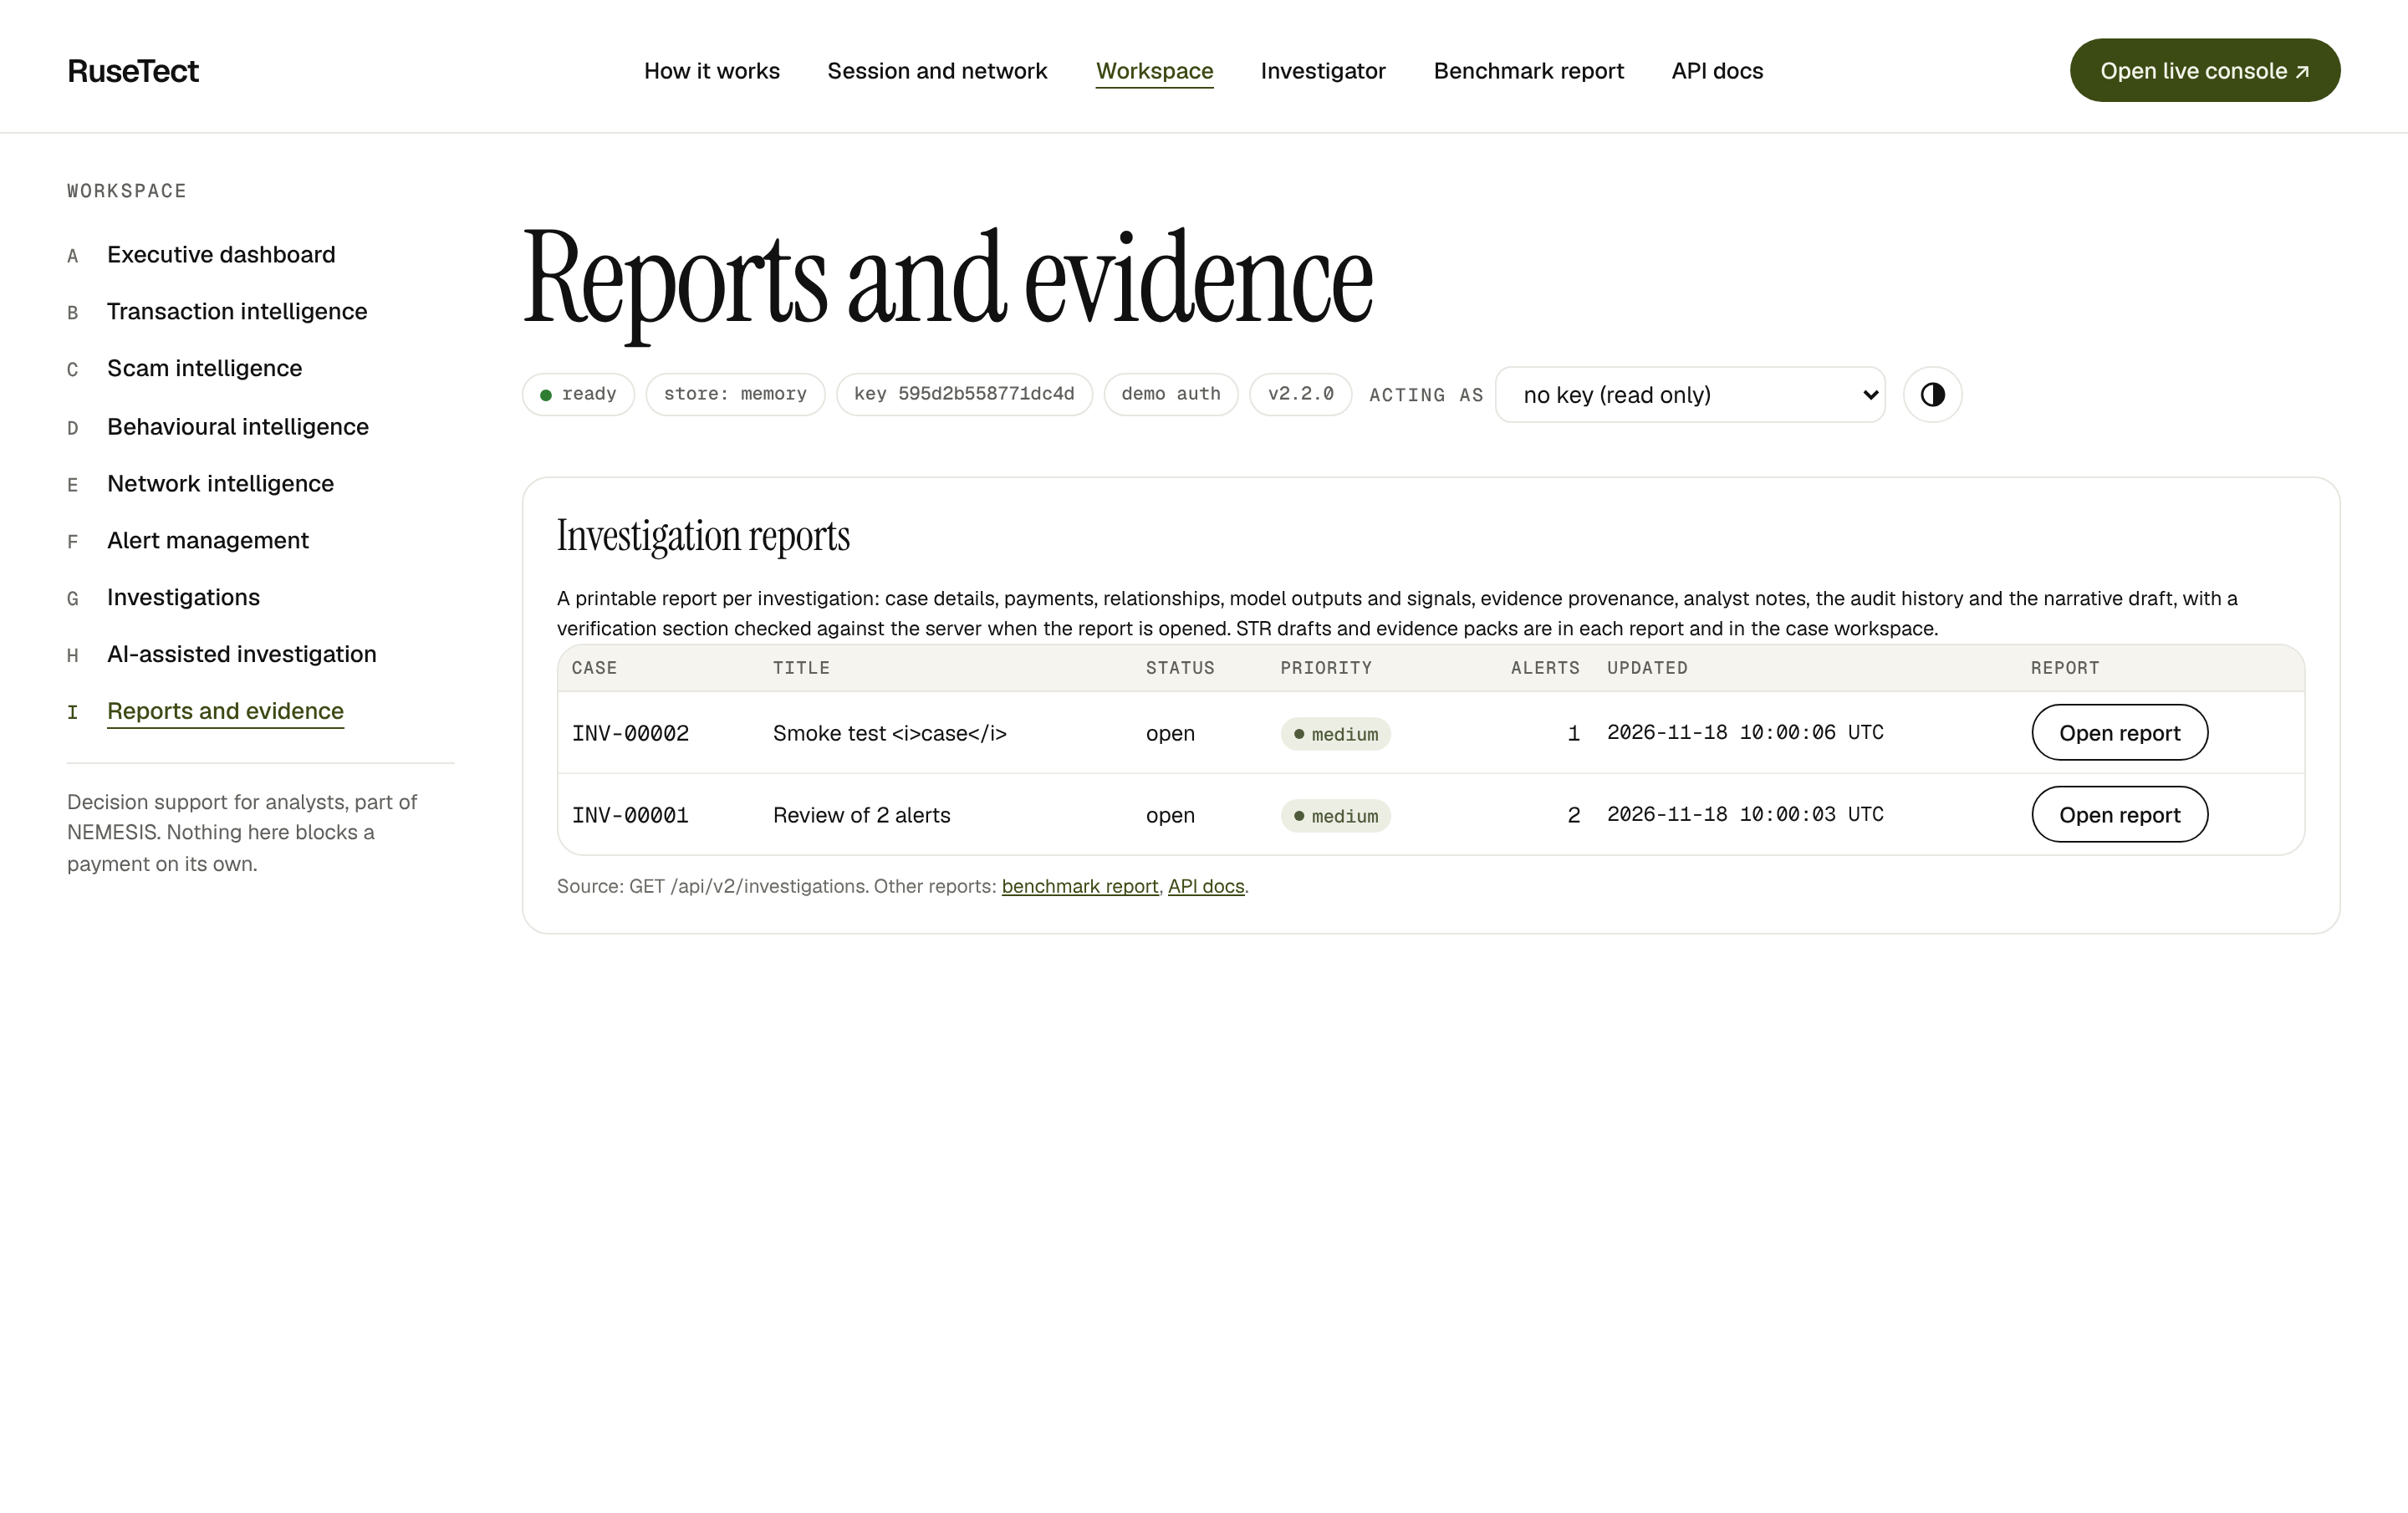 RuseTect
How it works
Session and network
Workspace
Investigator
Benchmark report
API docs
Open live console ↗
WORKSPACE
A Executive dashboard
B Transaction intelligence
C Scam intelligence
D Behavioural intelligence
E Network intelligence
F Alert management
G Investigations
H AI-assisted investigation
I Reports and evidence
Decision support for analysts, part of
NEMESIS. Nothing here blocks a
payment on its own.
Reports and evidence
ready store: memory key 595d2b558771dc4d demo auth v2.2.0 ACTING AS no key (read only)
Investigation reports
A printable report per investigation: case details, payments, relationships, model outputs and signals, evidence provenance, analyst notes, the audit history and the narrative draft, with a
verification section checked against the server when the report is opened. STR drafts and evidence packs are in each report and in the case workspace.
CASE TITLE STATUS PRIORITY ALERTS UPDATED REPORT
INV-00002 Smoke test <i>case</i> open medium 1 2026-11-18 10:00:06 UTC Open report
INV-00001 Review of 2 alerts open medium 2 2026-11-18 10:00:03 UTC Open report
Source: GET /api/v2/investigations. Other reports: benchmark report, API docs.